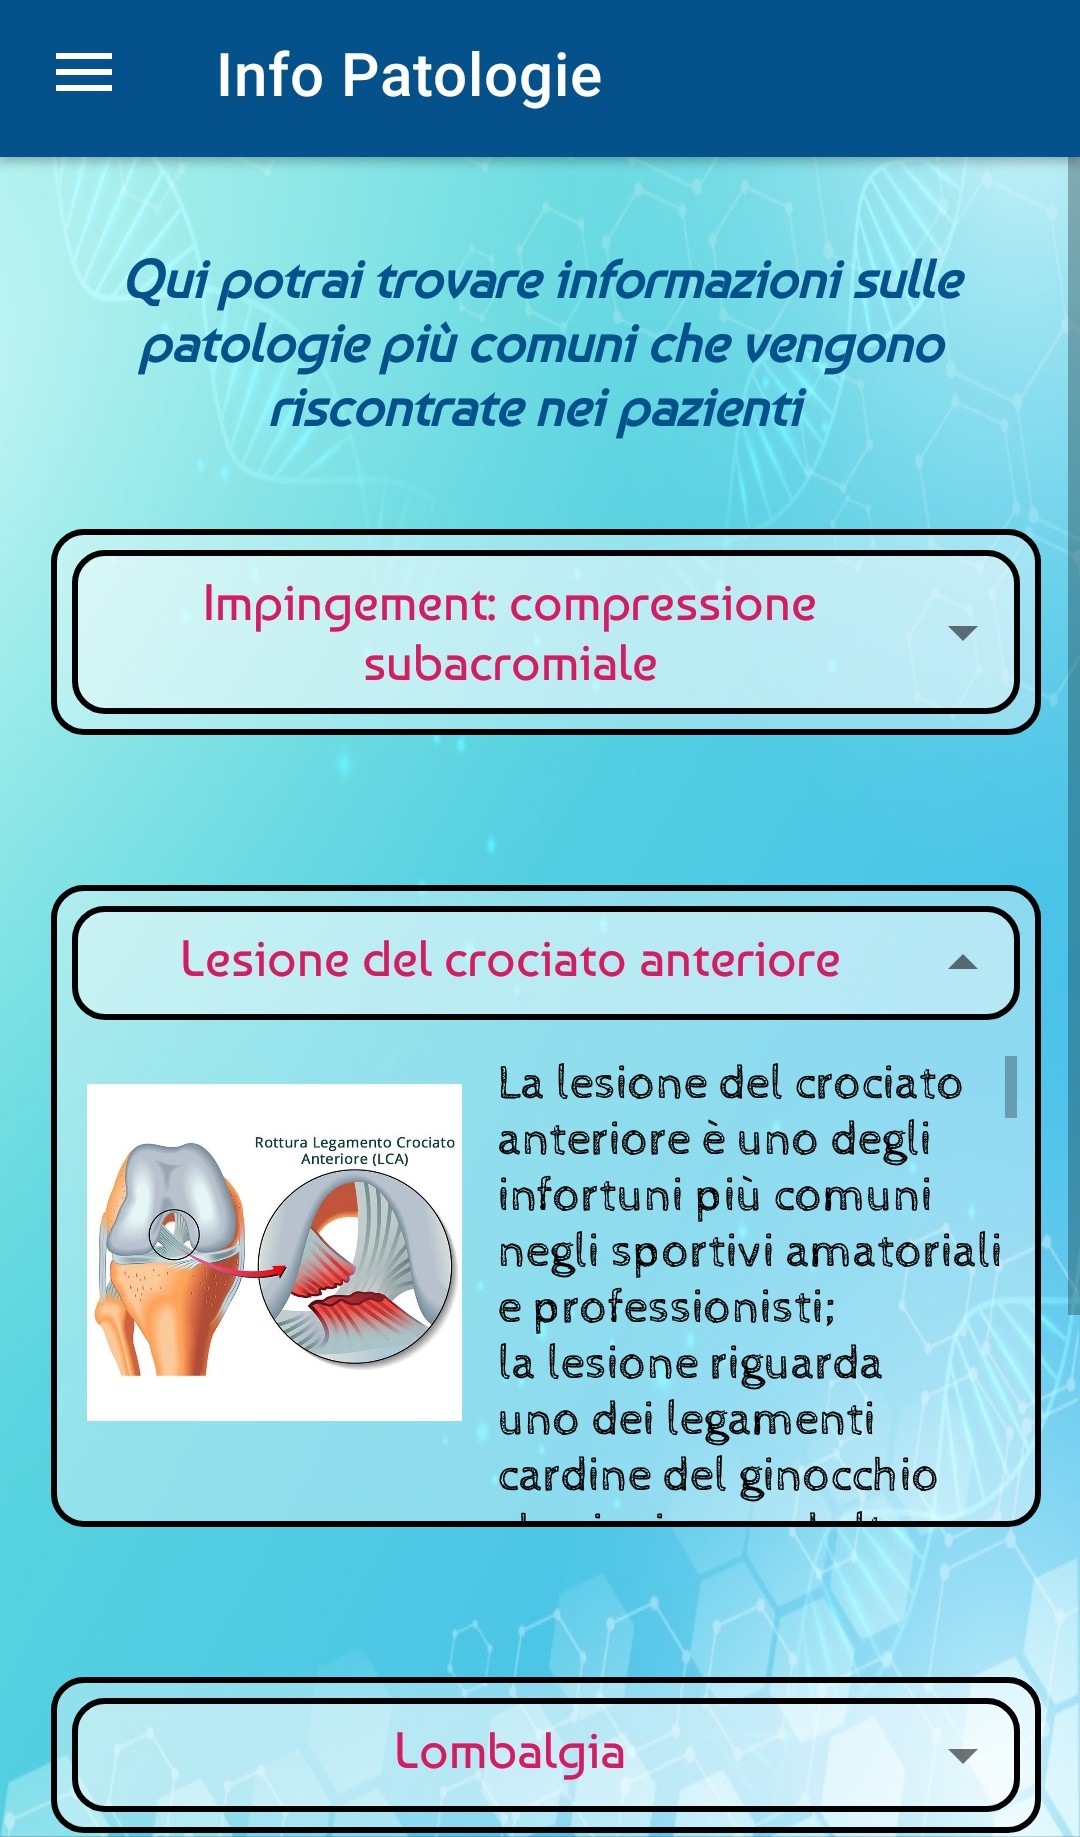 Info Patologie
Qui potrai trovare informazioni sulle
patologie più comuni che vengono
riscontrate nei pazienti
Impingement: compressione
subacromiale
Lesione del crociato anteriore
Rottura Legamento Crociato
Anteriore (LCA)
La lesione del crociato
anteriore è uno degli
infortuni più comuni
negli sportivi amatoriali
e professionisti;
la lesione riguarda
uno dei legamenti
cardine del ginocchio
Lombalgia